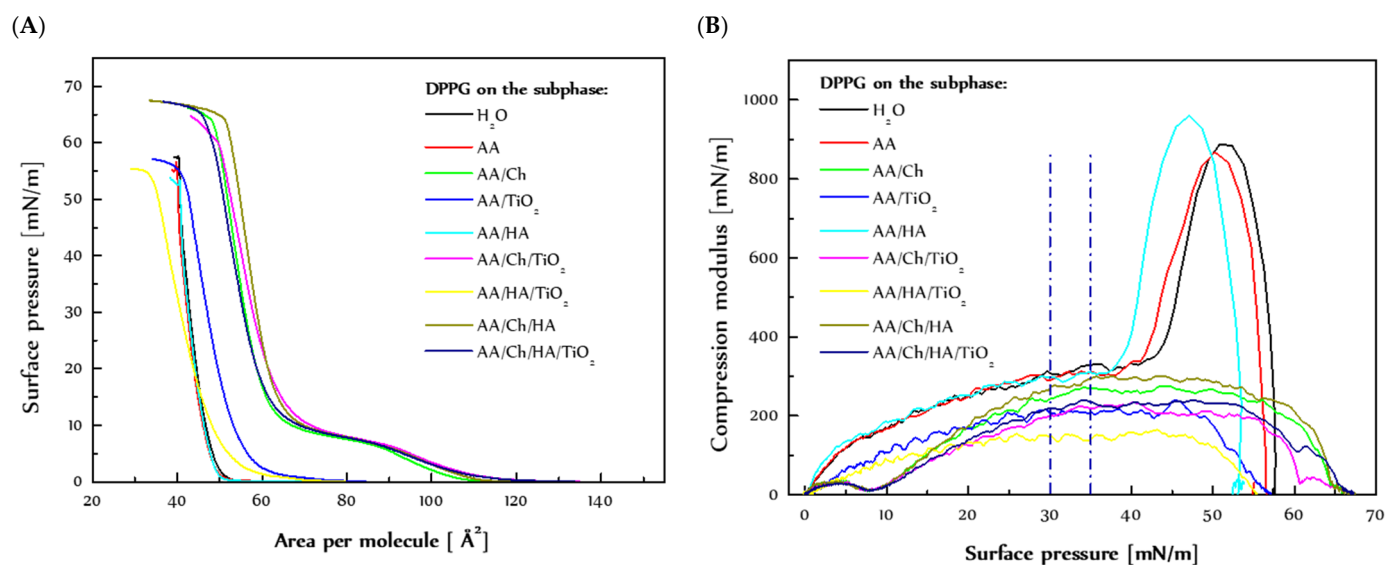 (A)
Surface pressure [mN/m]
70
60
50
40
30
20
10
0
20 40 60 80 100 120 140
Area per molecule [ Å²]
DPPG on the subphase:
H₂O
AA
AA/Ch
AA/TiO₂
AA/HA
AA/Ch/TiO₂
AA/HA/TiO₂
AA/Ch/HA
AA/Ch/HA/TiO₂
(B)
Compression modulus [mN/m]
1000
800
600
400
200
0
0 10 20 30 40 50 60 70
Surface pressure [mN/m]
DPPG on the subphase:
H₂O
AA
AA/Ch
AA/TiO₂
AA/HA
AA/Ch/TiO₂
AA/HA/TiO₂
AA/Ch/HA
AA/Ch/HA/TiO₂